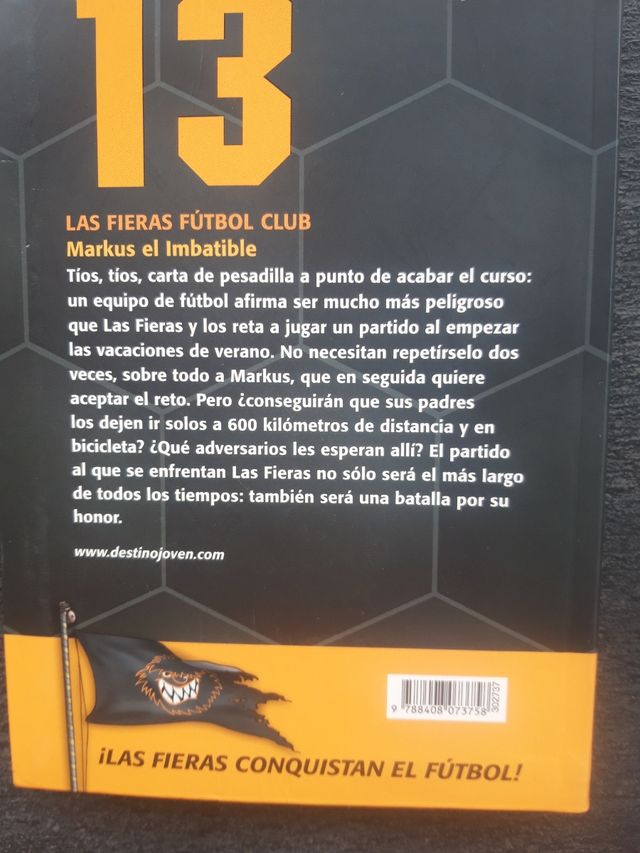 13
LAS FIERAS FÚTBOL CLUB
Markus el Imbatible
Tíos, tíos, carta de pesadilla a punto de acabar el curso:
un equipo de fútbol afirma ser mucho más peligroso
que Las Fieras y los reta a jugar un partido al empezar
las vacaciones de verano. No necesitan repetírselo dos
veces, sobre todo a Markus, que en seguida quiere
aceptar el reto. Pero ¿conseguirán que sus padres
los dejen ir solos a 600 kilómetros de distancia y en
bicicleta? ¿Qué adversarios les esperan allí? El partido
al que se enfrentan Las Fieras no sólo será el más largo
de todos los tiempos: también será una batalla por su
honor.
www.destinojoven.com
9 788408 073758
302737
¡LAS FIERAS CONQUISTAN EL FÚTBOL!